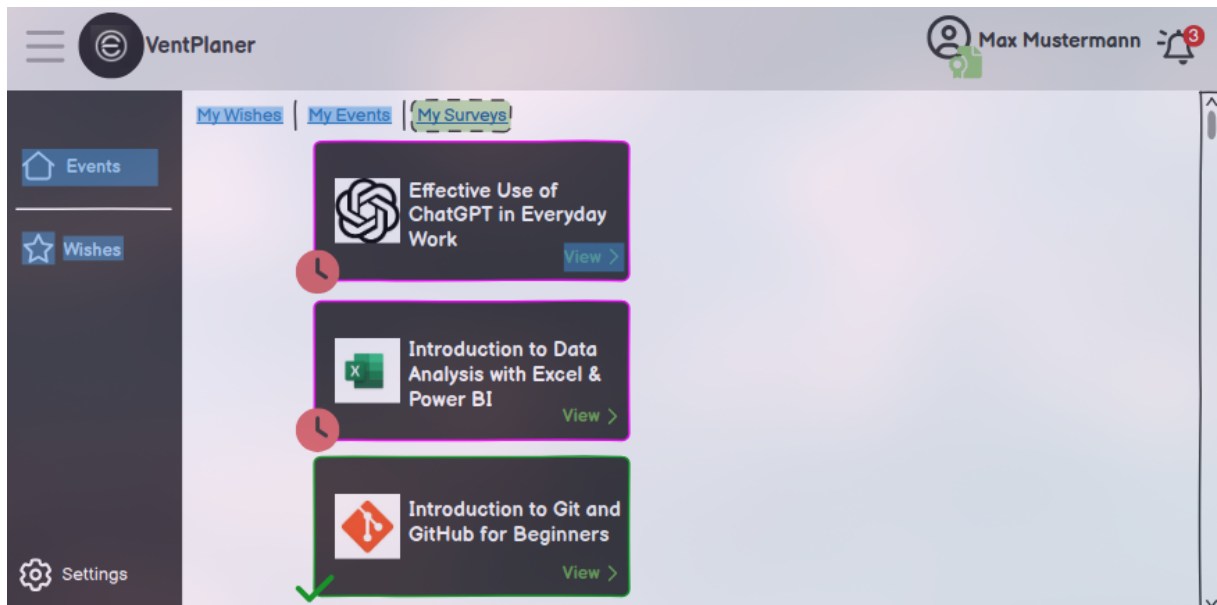 VentPlaner
Max Mustermann
3
My Wishes | My Events | My Surveys
Events
Wishes
Effective Use of
ChatGPT in Everyday
Work
View >
Introduction to Data
Analysis with Excel &
Power BI
View >
Introduction to Git and
GitHub for Beginners
View >
Settings